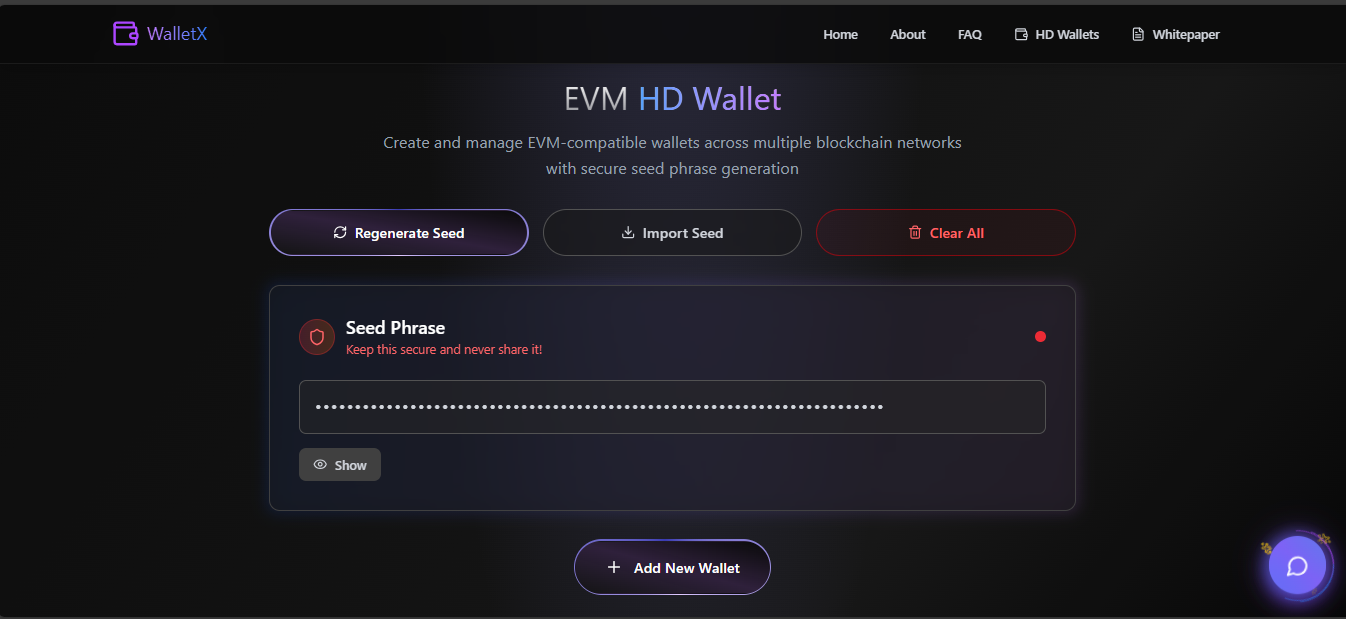 WalletX
Home About FAQ HD Wallets Whitepaper
EVM HD Wallet
Create and manage EVM-compatible wallets across multiple blockchain networks
with secure seed phrase generation
Regenerate Seed Import Seed Clear All
Seed Phrase
Keep this secure and never share it!
Show
Add New Wallet